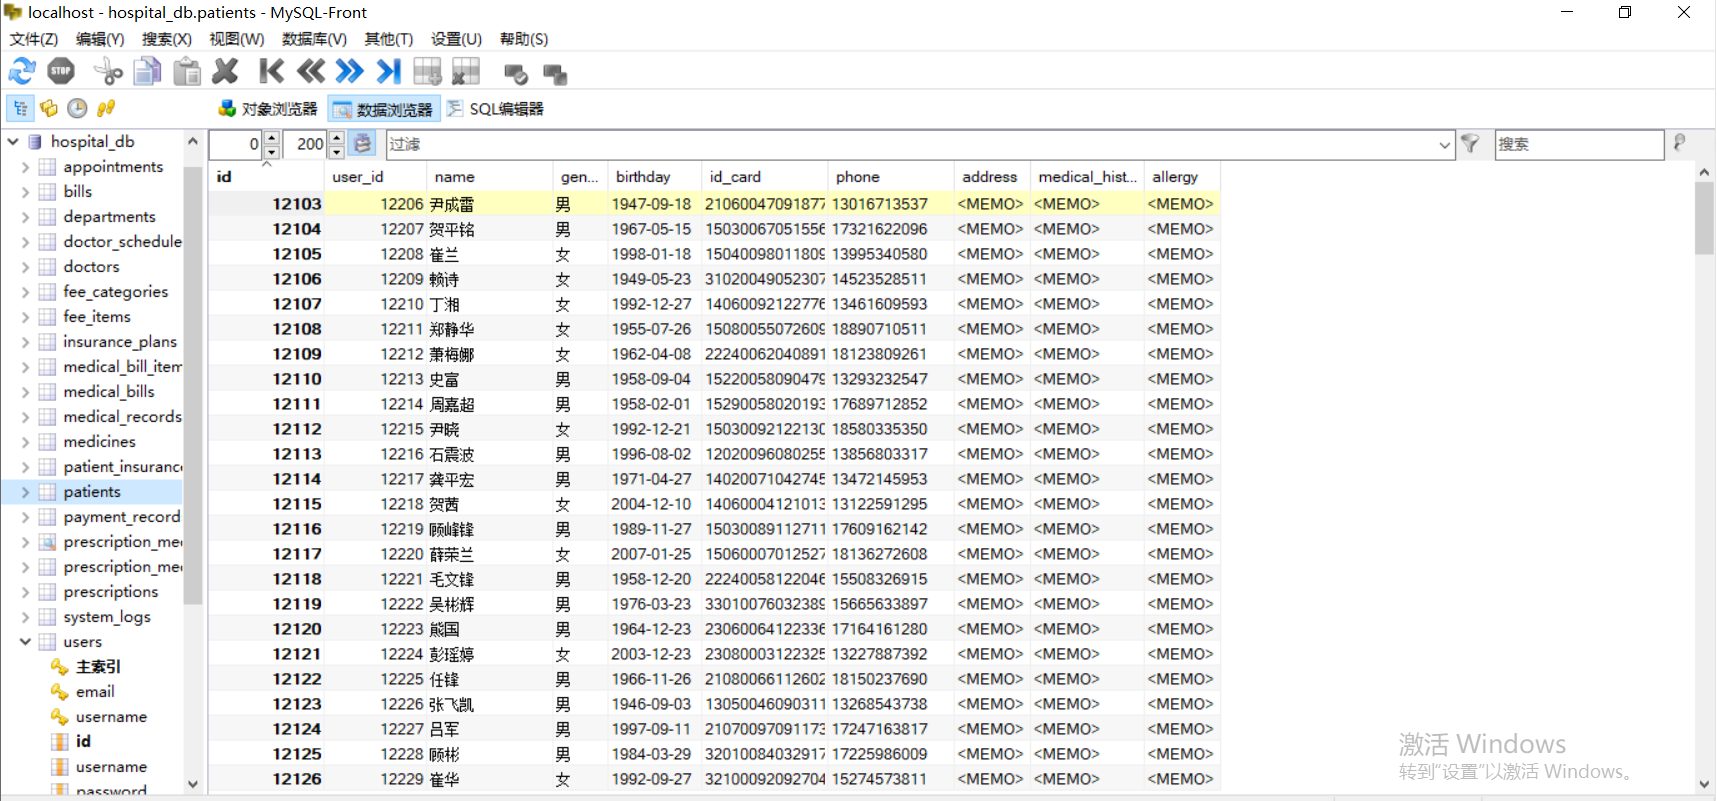 localhost - hospital_db.patients - MySQL-Front
文件(Z) 编辑(Y) 搜索(X) 视图(W) 数据库(V) 其他(T) 设置(U) 帮助(S)
STOP
对象浏览器 数据浏览器 SQL编辑器
hospital_db
appointments
bills
departments
doctor_schedule
doctors
fee_categories
fee_items
insurance_plans
medical_bill_item
medical_bills
medical_records
medicines
patient_insuranc
patients
payment_record
prescription_me
prescription_me
prescriptions
system_logs
users
主索引
email
username
id
username
password
0 200 过滤 搜索
id user_id name gen... birthday id_card phone address medical_hist... allergy
12103 12206 尹成雷 男 1947-09-18 21060047091877 13016713537 <MEMO> <MEMO> <MEMO>
12104 12207 贺平铭 男 1967-05-15 15030067051556 17321622096 <MEMO> <MEMO> <MEMO>
12105 12208 崔兰 女 1998-01-18 15040098011809 13995340580 <MEMO> <MEMO> <MEMO>
12106 12209 赖诗 女 1949-05-23 31020049052307 14523528511 <MEMO> <MEMO> <MEMO>
12107 12210 丁湘 女 1992-12-27 14060092122776 13461609593 <MEMO> <MEMO> <MEMO>
12108 12211 郑静华 女 1955-07-26 15080055072609 18890710511 <MEMO> <MEMO> <MEMO>
12109 12212 萧梅娜 女 1962-04-08 22240062040891 18123809261 <MEMO> <MEMO> <MEMO>
12110 12213 史富 男 1958-09-04 15220058090479 13293232547 <MEMO> <MEMO> <MEMO>
12111 12214 周嘉超 男 1958-02-01 15290058020193 17689712852 <MEMO> <MEMO> <MEMO>
12112 12215 尹晓 女 1992-12-21 15030092122130 18580335350 <MEMO> <MEMO> <MEMO>
12113 12216 石震波 男 1996-08-02 12020096080255 13856803317 <MEMO> <MEMO> <MEMO>
12114 12217 龚平宏 男 1971-04-27 14020071042745 13472145953 <MEMO> <MEMO> <MEMO>
12115 12218 贺茜 女 2004-12-10 14060004121013 13122591295 <MEMO> <MEMO> <MEMO>
12116 12219 顾峰锋 男 1989-11-27 15030089112711 17609162142 <MEMO> <MEMO> <MEMO>
12117 12220 薛荣兰 女 2007-01-25 15060007012527 18136272608 <MEMO> <MEMO> <MEMO>
12118 12221 毛文锋 男 1958-12-20 22240058122046 15508326915 <MEMO> <MEMO> <MEMO>
12119 12222 吴彬辉 男 1976-03-23 33010076032389 15665633897 <MEMO> <MEMO> <MEMO>
12120 12223 熊国 男 1964-12-23 23060064122336 17164161280 <MEMO> <MEMO> <MEMO>
12121 12224 彭瑶婷 女 2003-12-23 23080003122325 13227887392 <MEMO> <MEMO> <MEMO>
12122 12225 任锋 男 1966-11-26 21080066112602 18150237690 <MEMO> <MEMO> <MEMO>
12123 12226 张飞凯 男 1946-09-03 13050046090311 13268543738 <MEMO> <MEMO> <MEMO>
12124 12227 吕军 男 1997-09-11 21070097091173 17247163817 <MEMO> <MEMO> <MEMO>
12125 12228 顾彬 男 1984-03-29 32010084032917 17225986009 <MEMO> <MEMO> <MEMO>
12126 12229 崔华 女 1992-09-27 32100092092704 15274573811 <MEMO> <MEMO> <MEMO>
激活 Windows
转到“设置”以激活 Windows。